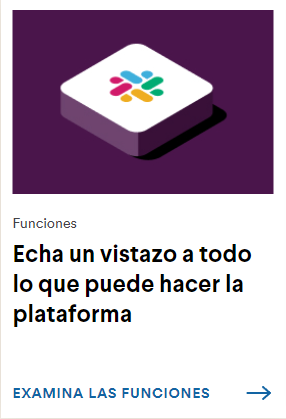 Funciones
Echa un vistazo a todo
lo que puede hacer la
plataforma
EXAMINA LAS FUNCIONES